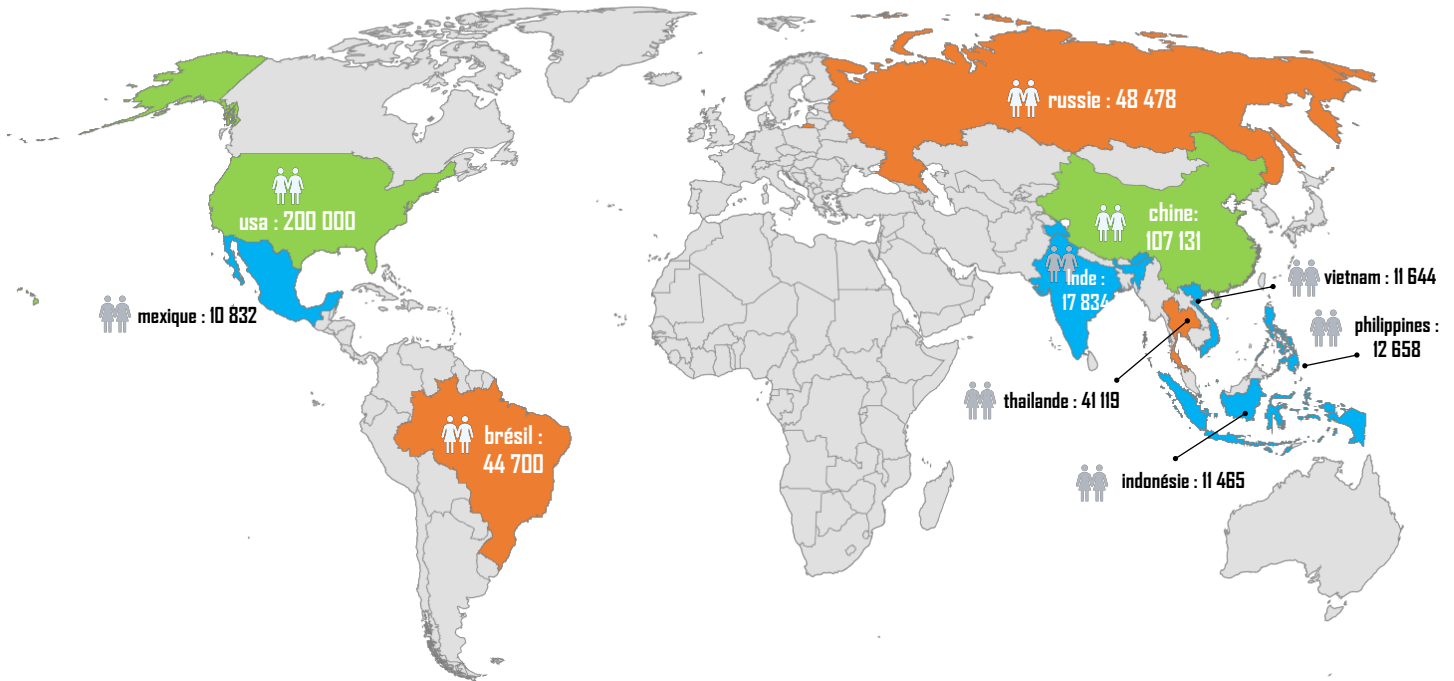 russie : 48 478
usa : 200 000
chine:
107 131
Inde :
17 834
vietnam : 11 644
mexique : 10 832
philippines :
12 658
thailande : 41 119
brésil :
44 700
indonésie : 11 465